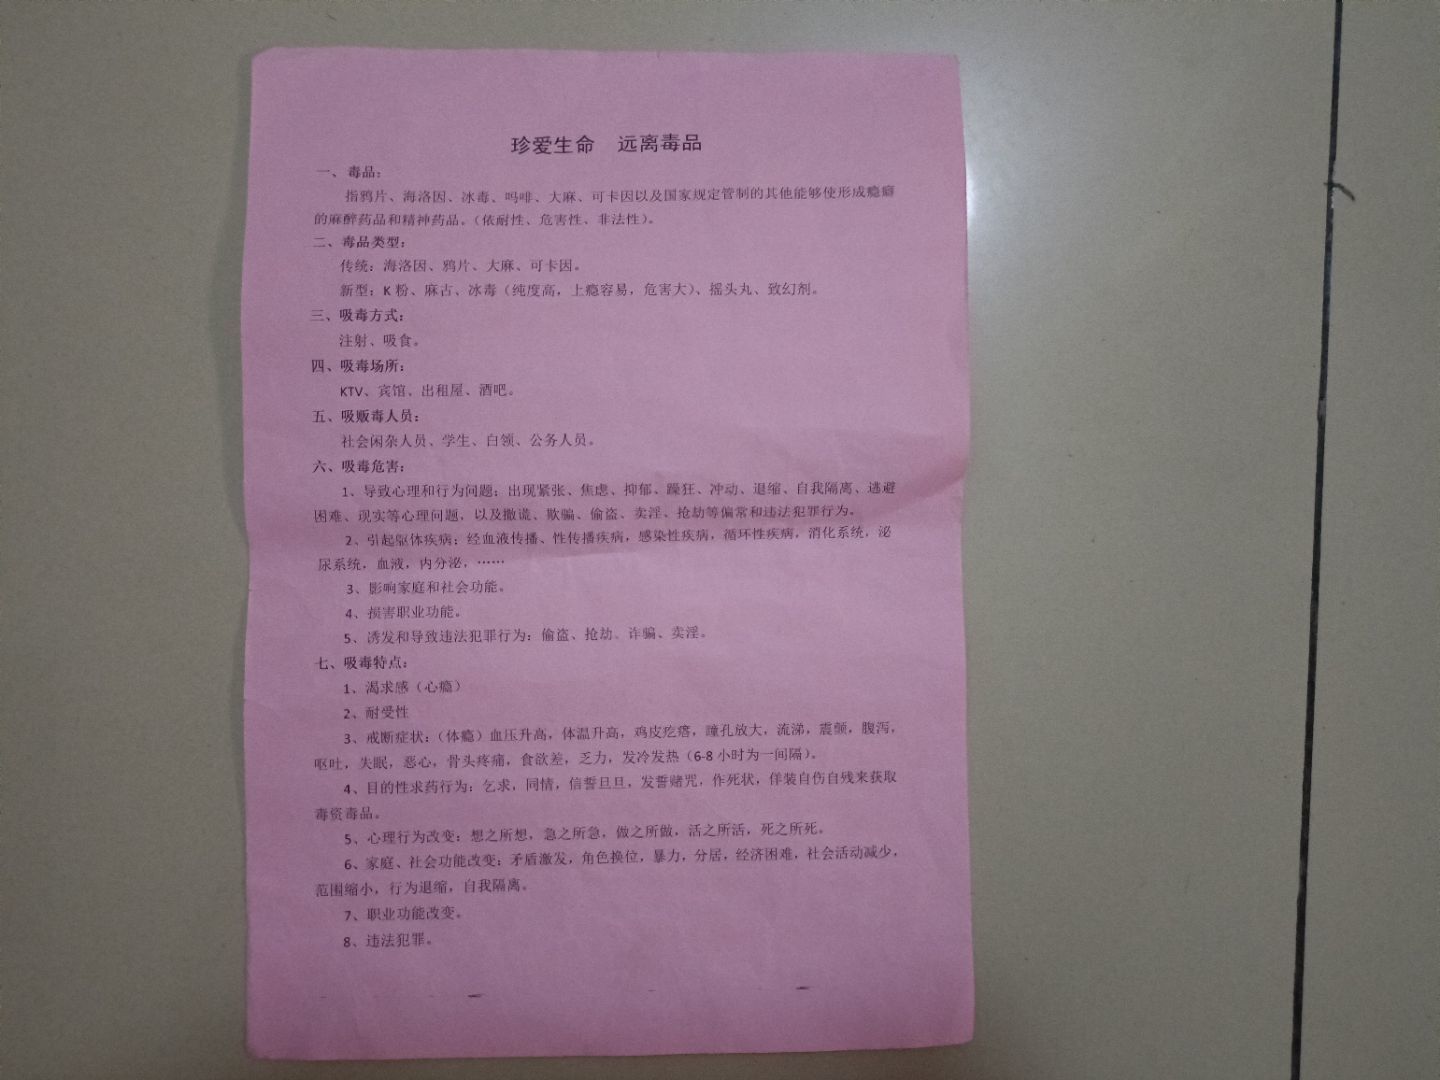 珍爱生命　远离毒品
一、毒品：
指鸦片、海洛因、冰毒、吗啡、大麻、可卡因以及国家规定管制的其他能够使形成瘾癖
的麻醉药品和精神药品。（依耐性、危害性、非法性）。
二、毒品类型：
传统：海洛因、鸦片、大麻、可卡因。
新型：K 粉、麻古、冰毒（纯度高，上瘾容易，危害大）、摇头丸、致幻剂。
三、吸毒方式：
注射、吸食。
四、吸毒场所：
KTV、宾馆、出租屋、酒吧。
五、吸贩毒人员：
社会闲杂人员、学生、白领、公务人员。
六、吸毒危害：
1、导致心理和行为问题；出现紧张、焦虑、抑郁、躁狂、冲动、退缩、自我隔离、逃避
困难、现实等心理问题，以及撒谎、欺骗、偷盗、卖淫、抢劫等偏常和违法犯罪行为。
2、引起躯体疾病；经血液传播、性传播疾病，感染性疾病，循环性疾病，消化系统，泌
尿系统，血液，内分泌，……
3、影响家庭和社会功能。
4、损害职业功能。
5、诱发和导致违法犯罪行为：偷盗、抢劫、诈骗、卖淫。
七、吸毒特点：
1、渴求感（心瘾）
2、耐受性
3、戒断症状：（体瘾）血压升高，体温升高，鸡皮疙瘩，瞳孔放大，流涕，震颤，腹泻，
呕吐，失眠，恶心，骨头疼痛，食欲差，乏力，发冷发热（6-8 小时为一间隔）。
4、目的性求药行为：乞求，同情，信誓旦旦，发誓赌咒，作死状，佯装自伤自残来获取
毒资毒品。
5、心理行为改变：想之所想，急之所急，做之所做，活之所活，死之所死。
6、家庭、社会功能改变：矛盾激发，角色换位，暴力，分居，经济困难，社会活动减少，
范围缩小，行为退缩，自我隔离。
7、职业功能改变。
8、违法犯罪。